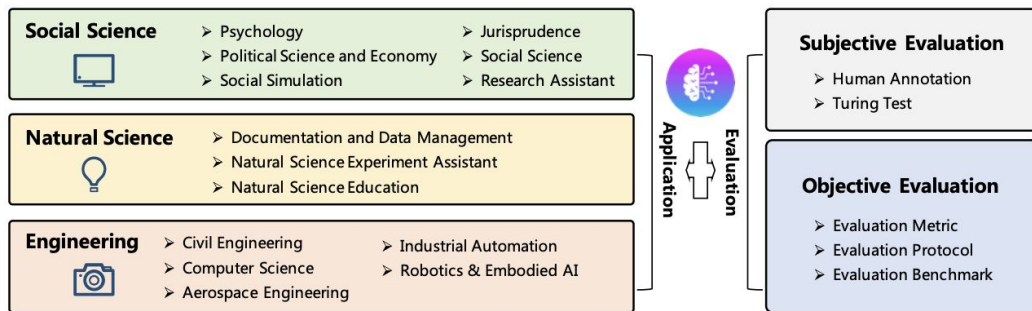 Social Science
➢ Psychology
➢ Political Science and Economy
➢ Social Simulation
➢ Jurisprudence
➢ Social Science
➢ Research Assistant
Natural Science
➢ Documentation and Data Management
➢ Natural Science Experiment Assistant
➢ Natural Science Education
Engineering
➢ Civil Engineering
➢ Computer Science
➢ Aerospace Engineering
➢ Industrial Automation
➢ Robotics & Embodied AI
Application
Evaluation
Subjective Evaluation
➢ Human Annotation
➢ Turing Test
Objective Evaluation
➢ Evaluation Metric
➢ Evaluation Protocol
➢ Evaluation Benchmark